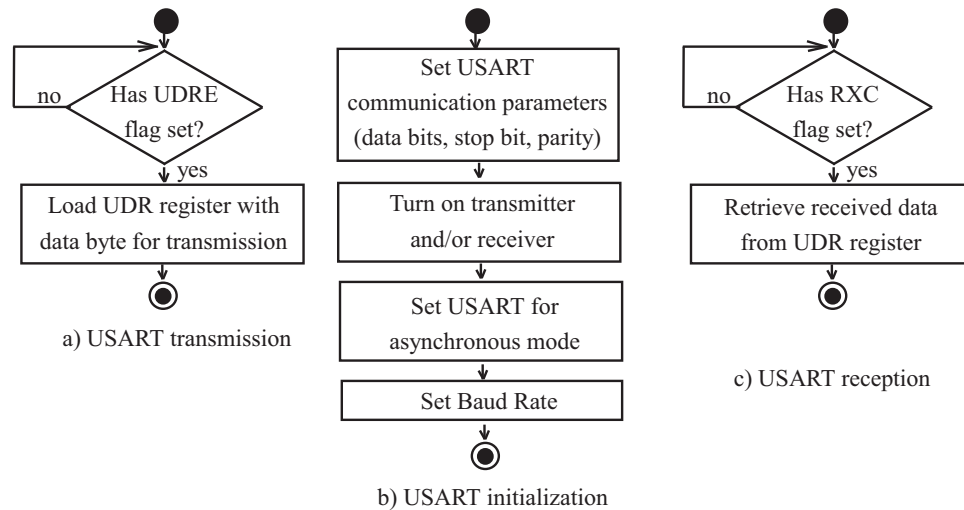 Has UDRE
flag set?
no
yes
Load UDR register with
data byte for transmission
a) USART transmission
Set USART
communication parameters
(data bits, stop bit, parity)
Turn on transmitter
and/or receiver
Set USART for
asynchronous mode
Set Baud Rate
b) USART initialization
Has RXC
flag set?
no
yes
Retrieve received data
from UDR register
c) USART reception